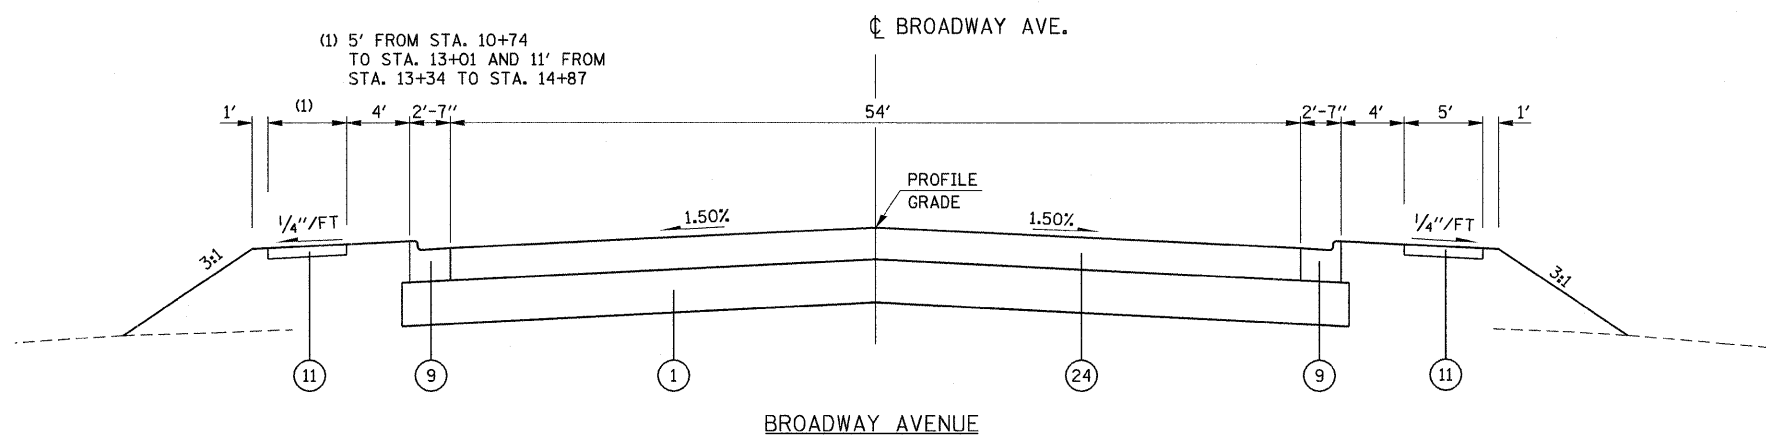 ℄ BROADWAY AVE.
(1) 5' FROM STA. 10+74
TO STA. 13+01 AND 11' FROM
STA. 13+34 TO STA. 14+87
1' (1) 4' 2'-7'' 54' 2'-7'' 4' 5' 1'
PROFILE
GRADE
1/4''/FT 1.50% 1.50% 1/4''/FT
3:1 3:1
11 9 1 24 9 11
BROADWAY AVENUE